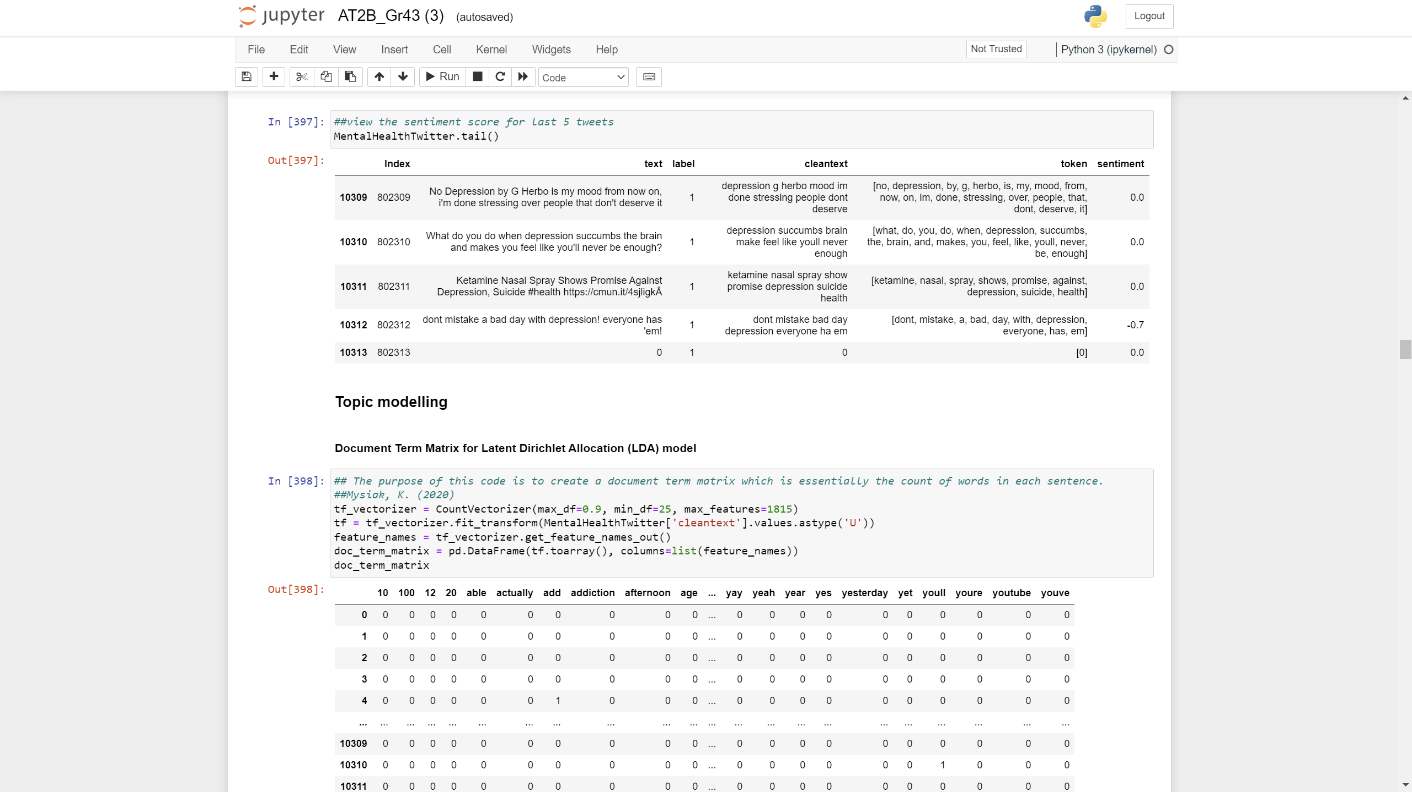 jupyter AT2B_Gr43 (3) (autosaved) Logout
File Edit View Insert Cell Kernel Widgets Help Not Trusted Python 3 (ipykernel)
Run Code
In [397]: ##view the sentiment score for last 5 tweets
MentalHealthTwitter.tail()
Out[397]:
Index text label cleantext token sentiment
10309 802309 No Depression by G Herbo is my mood from now on, i'm done stressing over people that don't deserve it 1 depression g herbo mood im done stressing people dont deserve [no, depression, by, g, herbo, is, my, mood, from, now, on, im, done, stressing, over, people, that, dont, deserve, it] 0.0
10310 802310 What do you do when depression succumbs the brain and makes you feel like you'll never be enough? 1 depression succumbs brain make feel like youll never enough [what, do, you, do, when, depression, succumbs, the, brain, and, makes, you, feel, like, youll, never, be, enough] 0.0
10311 802311 Ketamine Nasal Spray Shows Promise Against Depression, Suicide #health https://cmun.it/4sjligkÂ 1 ketamine nasal spray show promise depression suicide health [ketamine, nasal, spray, shows, promise, against, depression, suicide, health] 0.0
10312 802312 dont mistake a bad day with depression! everyone has 'em! 1 dont mistake bad day depression everyone ha em [dont, mistake, a, bad, day, with, depression, everyone, has, em] -0.7
10313 802313 0 1 0 [0] 0.0
Topic modelling
Document Term Matrix for Latent Dirichlet Allocation (LDA) model
In [398]: ## The purpose of this code is to create a document term matrix which is essentially the count of words in each sentence.
##Mysiak, K. (2020)
tf_vectorizer = CountVectorizer(max_df=0.9, min_df=25, max_features=1815)
tf = tf_vectorizer.fit_transform(MentalHealthTwitter['cleantext'].values.astype('U'))
feature_names = tf_vectorizer.get_feature_names_out()
doc_term_matrix = pd.DataFrame(tf.toarray(), columns=list(feature_names))
doc_term_matrix
Out[398]:
10 100 12 20 able actually add addiction afternoon age ... yay yeah year yes yesterday yet youll youre youtube youve
0 0 0 0 0 0 0 0 0 0 0 ... 0 0 0 0 0 0 0 0 0 0
1 0 0 0 0 0 0 0 0 0 0 ... 0 0 0 0 0 0 0 0 0 0
2 0 0 0 0 0 0 0 0 0 0 ... 0 0 0 0 0 0 0 0 0 0
3 0 0 0 0 0 0 0 0 0 0 ... 0 0 0 0 0 0 0 0 0 0
4 0 0 0 0 0 0 1 0 0 0 ... 0 0 0 0 0 0 0 0 0 0
... ... ... ... ... ... ... ... ... ... ... ... ... ... ... ... ... ... ... ... ... ...
10309 0 0 0 0 0 0 0 0 0 0 ... 0 0 0 0 0 0 0 0 0 0
10310 0 0 0 0 0 0 0 0 0 0 ... 0 0 0 0 0 0 1 0 0 0
10311 0 0 0 0 0 0 0 0 0 0 ... 0 0 0 0 0 0 0 0 0 0